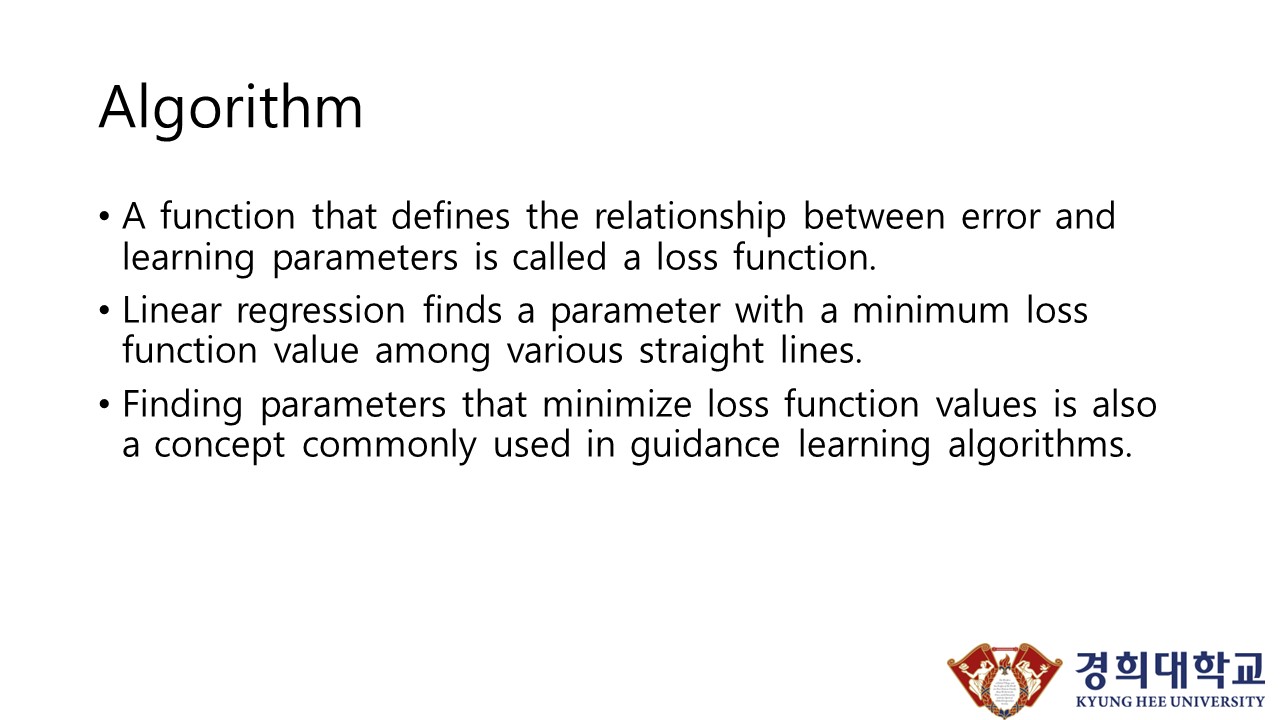 Algorithm
• A function that defines the relationship between error and
learning parameters is called a loss function.
• Linear regression finds a parameter with a minimum loss
function value among various straight lines.
• Finding parameters that minimize loss function values is also
a concept commonly used in guidance learning algorithms.
경희대학교
KYUNG HEE UNIVERSITY